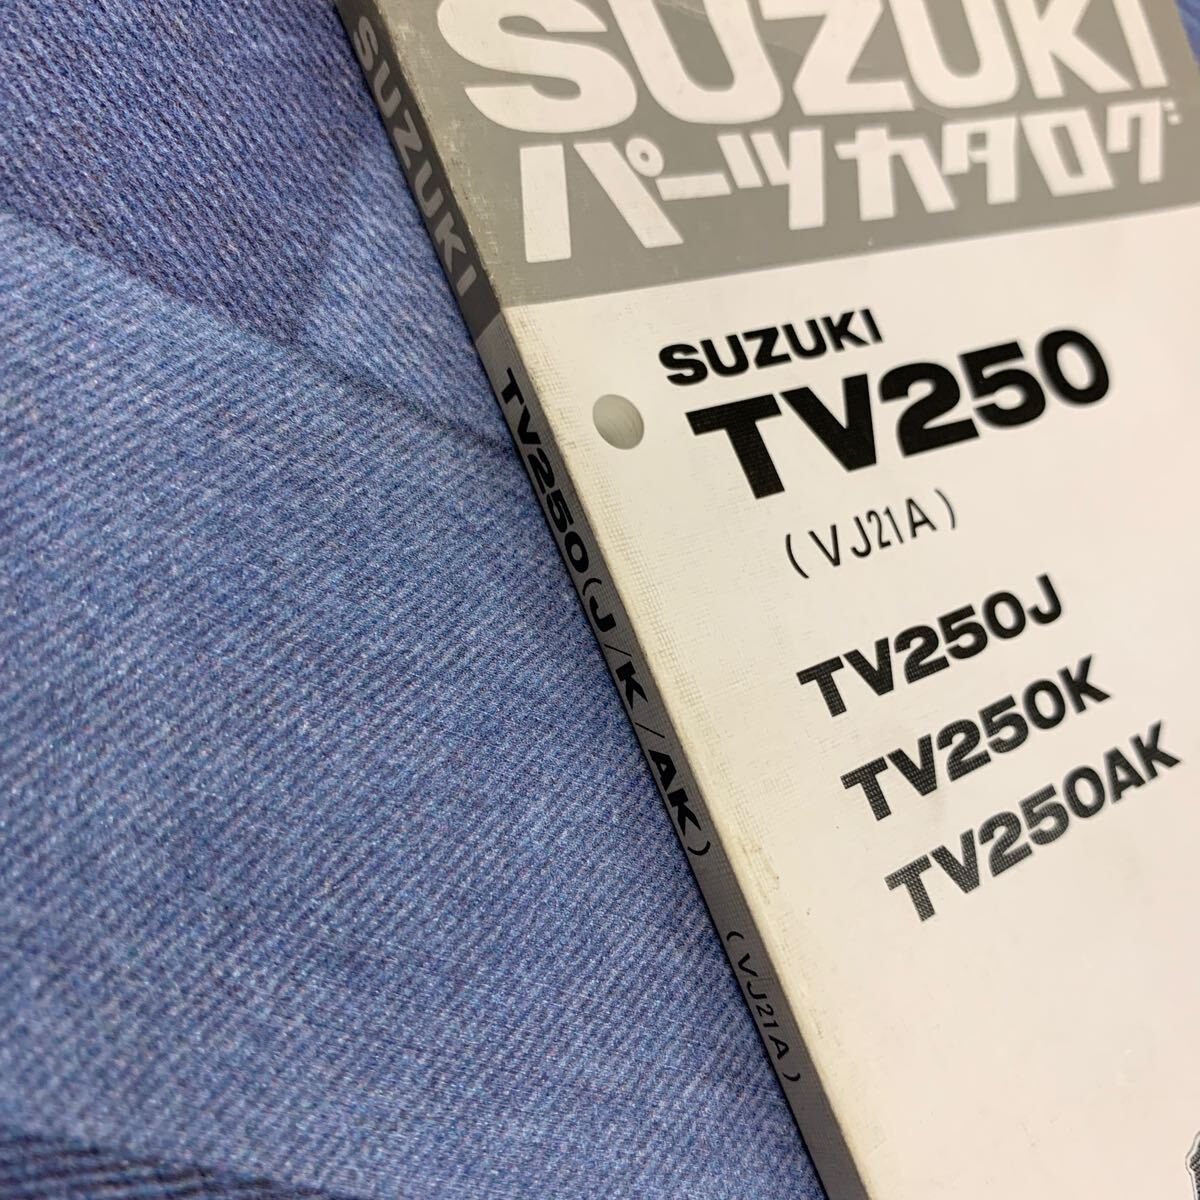 SUZUKI
パーツカタログ
SUZUKI
TV250
(VJ21A)
TV250J
TV250K
TV250AK
SUZUKI
TV250(J/K/AK)
(VJ21A)